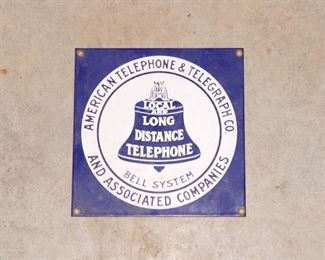 AMERICAN TELEPHONE & TELEGRAPH CO.
LOCAL
AND
LONG
DISTANCE
TELEPHONE
BELL SYSTEM
AND ASSOCIATED COMPANIES